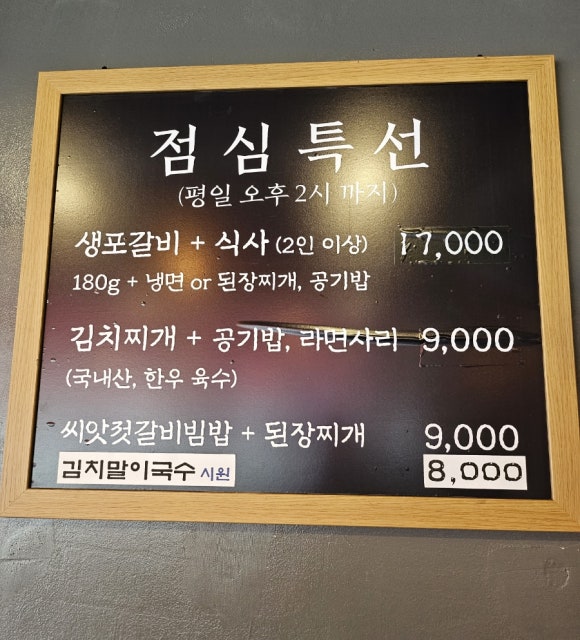 점심특선
(평일 오후 2시 까지)
생포갈비 + 식사 (2인 이상) 17,000
180g + 냉면 or 된장찌개, 공기밥
김치찌개 + 공기밥, 라면사리 9,000
(국내산, 한우 육수)
씨앗젓갈비빔밥 + 된장찌개 9,000
김치말이국수 시원 8,000